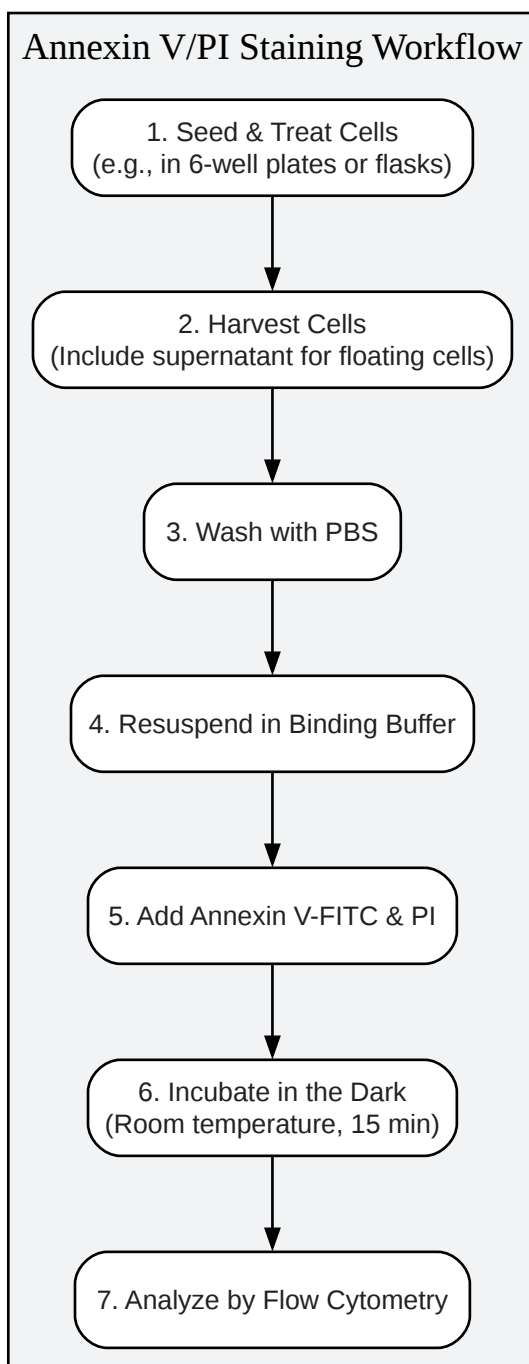 Annexin V/PI Staining Workflow
1. Seed & Treat Cells
(e.g., in 6-well plates or flasks)
2. Harvest Cells
(Include supernatant for floating cells)
3. Wash with PBS
4. Resuspend in Binding Buffer
5. Add Annexin V-FITC & PI
6. Incubate in the Dark
(Room temperature, 15 min)
7. Analyze by Flow Cytometry